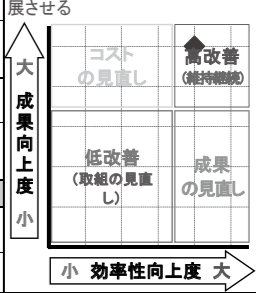 展させる
大
成
果
向
上
度
小
コスト
の見直し
高改善
(維持継続)
低改善
(取組の見直
し)
成果
の見直し
小 効率性向上度 大